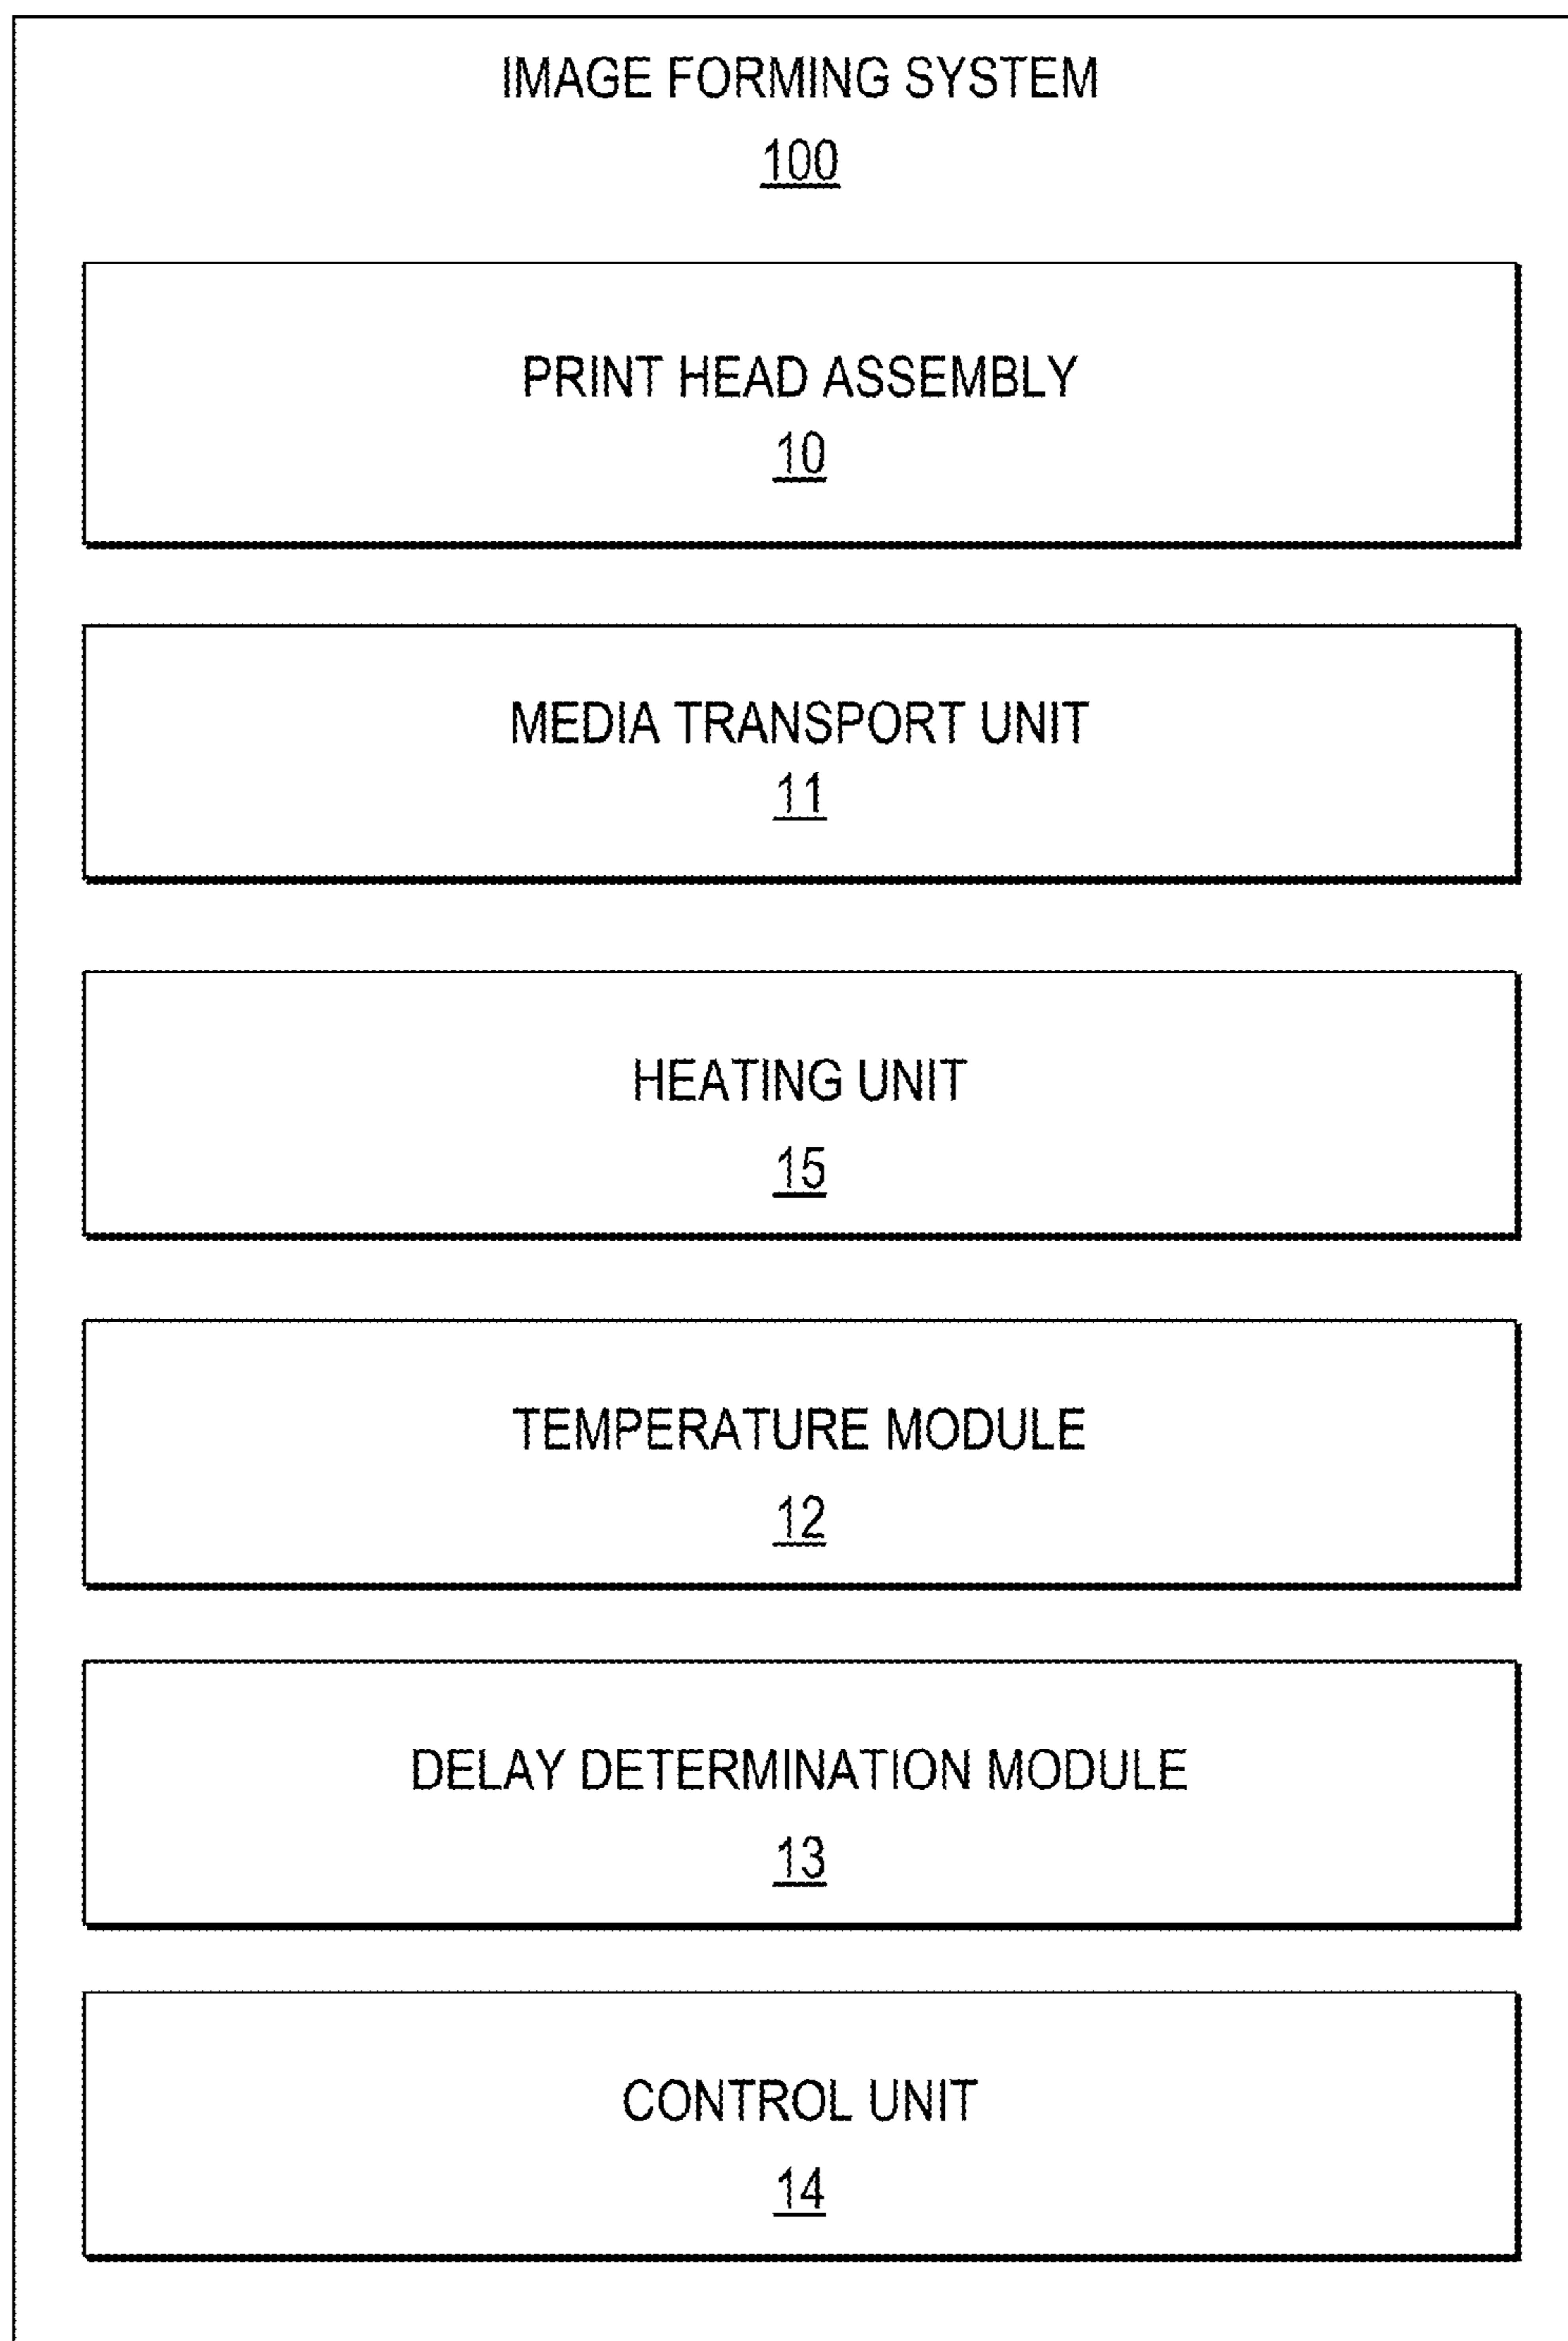 IMAGE FORMING SYSTEM
100
PRINT HEAD ASSEMBLY
10
MEDIA TRANSPORT UNIT
11
HEATING UNIT
15
TEMPERATURE MODULE
12
DELAY DETERMINATION MODULE
13
CONTROL UNIT
14